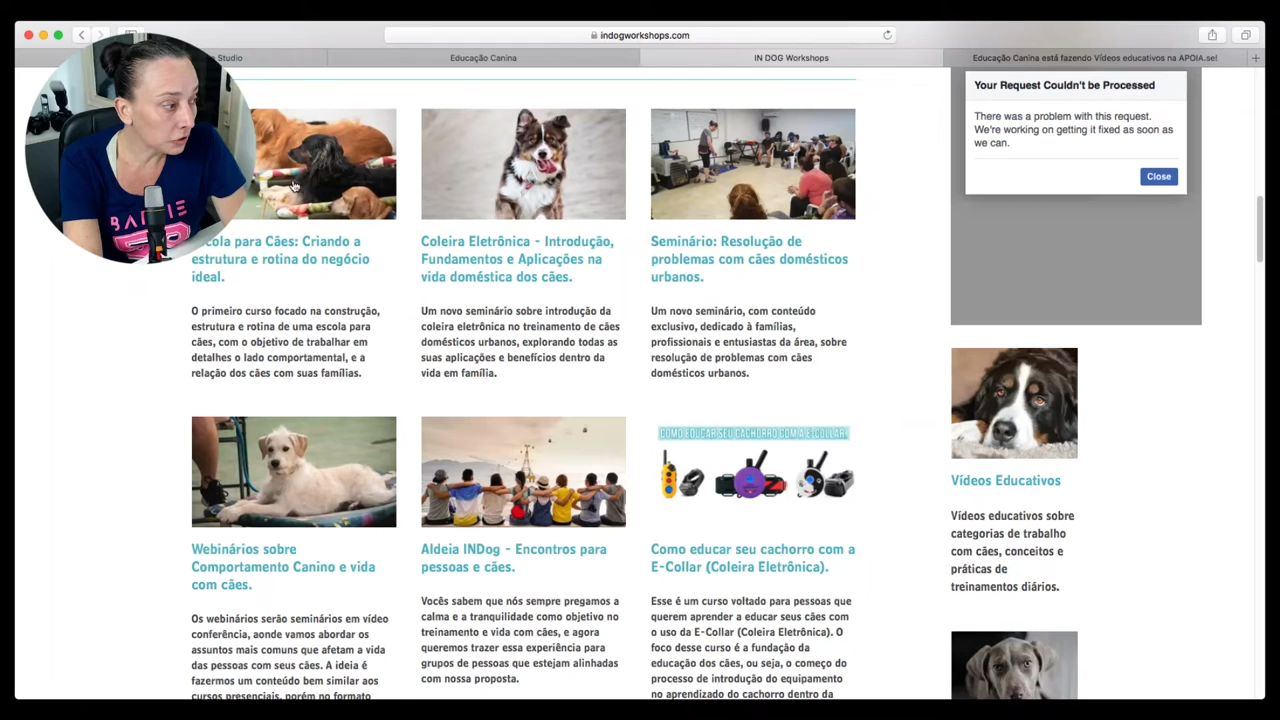 indogworkshops.com
Studio
Educação Canina
IN DOG Workshops
Educação Canina está fazendo Vídeos educativos na APOIA.se!
Your Request Couldn't be Processed
There was a problem with this request.
We're working on getting it fixed as soon as
we can.
Close
BADDIE
Escola para Cães: Criando a
estrutura e rotina do negócio
ideal.
O primeiro curso focado na construção,
estrutura e rotina de uma escola para
cães, com o objetivo de trabalhar em
detalhes o lado comportamental, e a
relação dos cães com suas famílias.
Coleira Eletrônica - Introdução,
Fundamentos e Aplicações na
vida doméstica dos cães.
Um novo seminário sobre introdução da
coleira eletrônica no treinamento de cães
domésticos urbanos, explorando todas as
suas aplicações e benefícios dentro da
vida em família.
Seminário: Resolução de
problemas com cães domésticos
urbanos.
Um novo seminário, com conteúdo
exclusivo, dedicado à famílias,
profissionais e entusiastas da área, sobre
resolução de problemas com cães
domésticos urbanos.
Webinários sobre
Comportamento Canino e vida
com cães.
Os webinários serão seminários em vídeo
conferência, aonde vamos abordar os
assuntos mais comuns que afetam a vida
das pessoas com seus cães. A ideia é
fazermos um conteúdo bem similar aos
cursos presenciais, porém no formato
Aldeia INDog - Encontros para
pessoas e cães.
Vocês sabem que nós sempre pregamos a
calma e a tranquilidade como objetivo no
treinamento e vida com cães, e agora
queremos trazer essa experiência para
grupos de pessoas que estejam alinhadas
com nossa proposta.
COMO EDUCAR SEU CACHORRO COM A E-COLLAR!
Como educar seu cachorro com a
E-Collar (Coleira Eletrônica).
Esse é um curso voltado para pessoas que
querem aprender a educar seus cães com
o uso da E-Collar (Coleira Eletrônica). O
foco desse curso é a fundação da
educação dos cães, ou seja, o começo do
processo de introdução do equipamento
no aprendizado do cachorro dentro da
Vídeos Educativos
Vídeos educativos sobre
categorias de trabalho
com cães, conceitos e
práticas de
treinamentos diários.